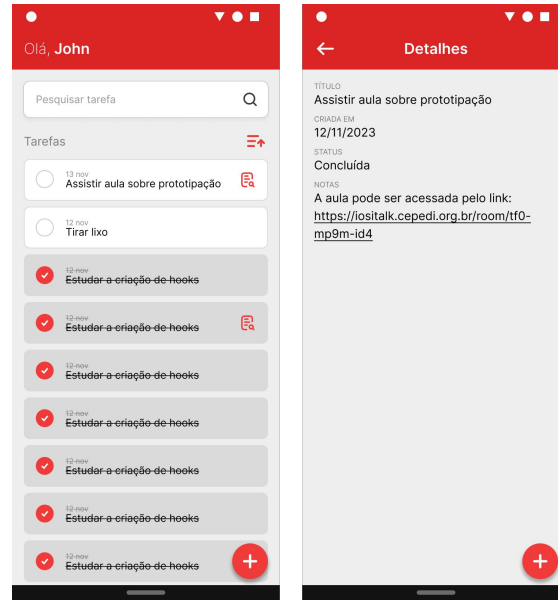 Olá, John
Pesquisar tarefa
Tarefas
13 nov
Assistir aula sobre prototipação
12 nov
Tirar lixo
12 nov
Estudar a criação de hooks
12 nov
Estudar a criação de hooks
12 nov
Estudar a criação de hooks
12 nov
Estudar a criação de hooks
12 nov
Estudar a criação de hooks
12 nov
Estudar a criação de hooks
12 nov
Estudar a criação de hooks
Detalhes
TÍTULO
Assistir aula sobre prototipação
CRIADA EM
12/11/2023
STATUS
Concluída
NOTAS
A aula pode ser acessada pelo link:
https://iositalk.cepedi.org.br/room/tf0-
mp9m-id4